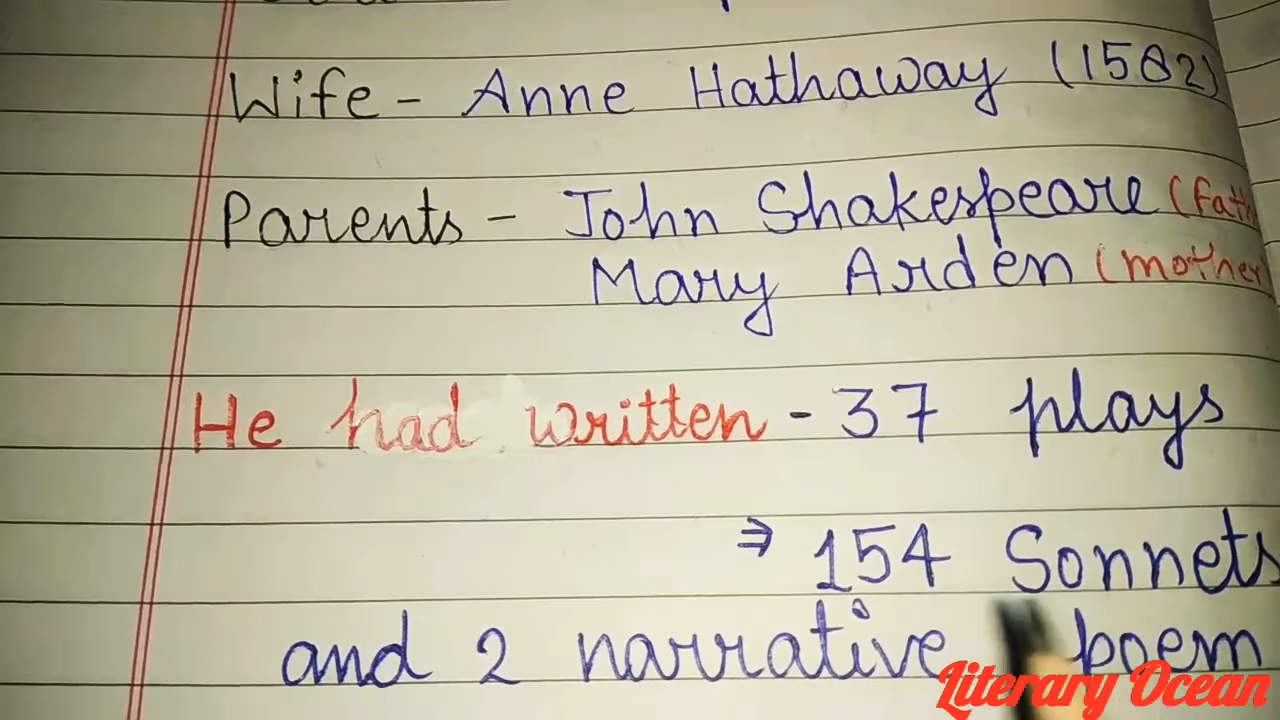 Wife - Anne Hathaway (1582)
Parents - John Shakespeare (Fath
Mary Arden (mother
He had written - 37 plays
⇒ 154 Sonnets
and 2 narrative poem
Literary Ocean